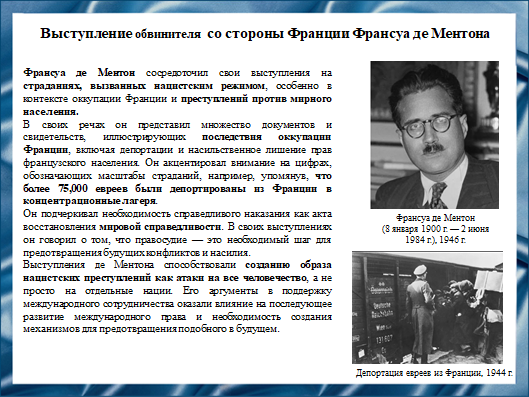 Выступление обвинителя со стороны Франции Франсуа де Ментона
Франсуа де Ментон сосредоточил свои выступления на
страданиях, вызванных нацистским режимом, особенно в
контексте оккупации Франции и преступлений против мирного
населения.
В своих речах он представил множество документов и
свидетельств, иллюстрирующих последствия оккупации
Франции, включая депортации и насильственное лишение прав
французского населения. Он акцентировал внимание на цифрах,
обозначающих масштабы страданий, например, упомянув, что
более 75,000 евреев были депортированы из Франции в
концентрационные лагеря.
Он подчеркивал необходимость справедливого наказания как акта
восстановления мировой справедливости. В своих выступлениях
он говорил о том, что правосудие — это необходимый шаг для
предотвращения будущих конфликтов и насилия.
Выступления де Ментона способствовали созданию образа
нацистских преступлений как атаки на все человечество, а не
просто на отдельные нации. Его аргументы в поддержку
международного сотрудничества оказали влияние на последующее
развитие международного права и необходимость создания
механизмов для предотвращения подобного в будущем.
Франсуа де Ментон
(8 января 1900 г. — 2 июня
1984 г.), 1946 г.
Deutsche
Reichsbahn
Депортация евреев из Франции, 1944 г.